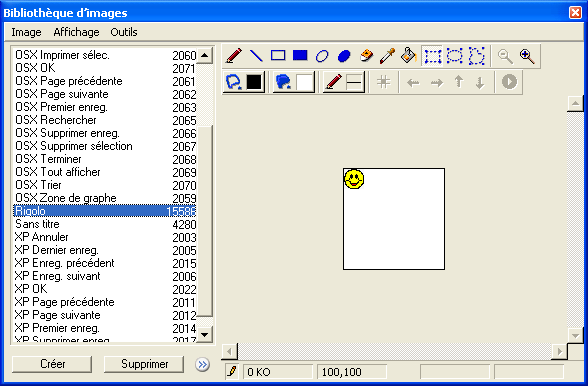 Bibliothèque d'images
Image Affichage Outils
OSX Imprimer sélec. 2060
OSX OK 2071
OSX Page précédente 2061
OSX Page suivante 2062
OSX Premier enreg. 2063
OSX Rechercher 2065
OSX Supprimer enreg. 2066
OSX Supprimer sélection 2067
OSX Terminer 2068
OSX Tout afficher 2069
OSX Trier 2070
OSX Zone de graphe 2059
Rigolo 15586
Sans titre 4280
XP Annuler 2003
XP Dernier enreg. 2005
XP Enreg. précédent 2015
XP Enreg. suivant 2006
XP OK 2022
XP Page précédente 2011
XP Page suivante 2012
XP Premier enreg. 2014
XP Supprimer enreg. 2017
Créer Supprimer
0 KO 100,100